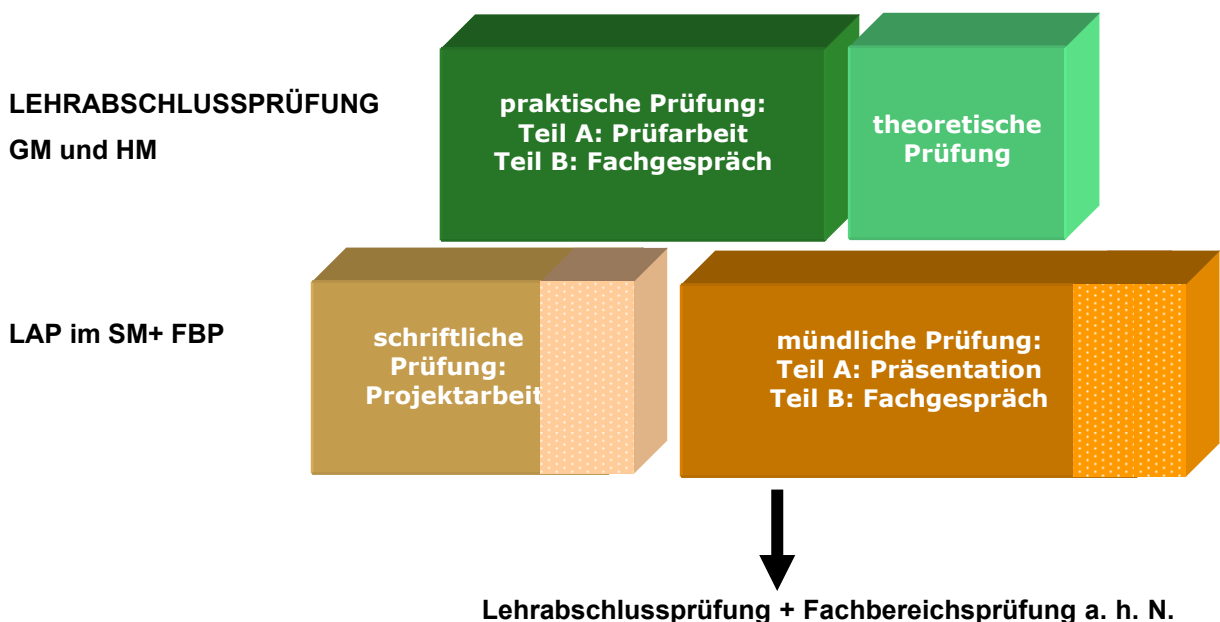 LEHRABSCHLUSSPRÜFUNG
GM und HM
praktische Prüfung:
Teil A: Prüfarbeit
Teil B: Fachgespräch
theoretische
Prüfung
LAP im SM+ FBP
schriftliche
Prüfung:
Projektarbeit
mündliche Prüfung:
Teil A: Präsentation
Teil B: Fachgespräch
Lehrabschlussprüfung + Fachbereichsprüfung a. h. N.